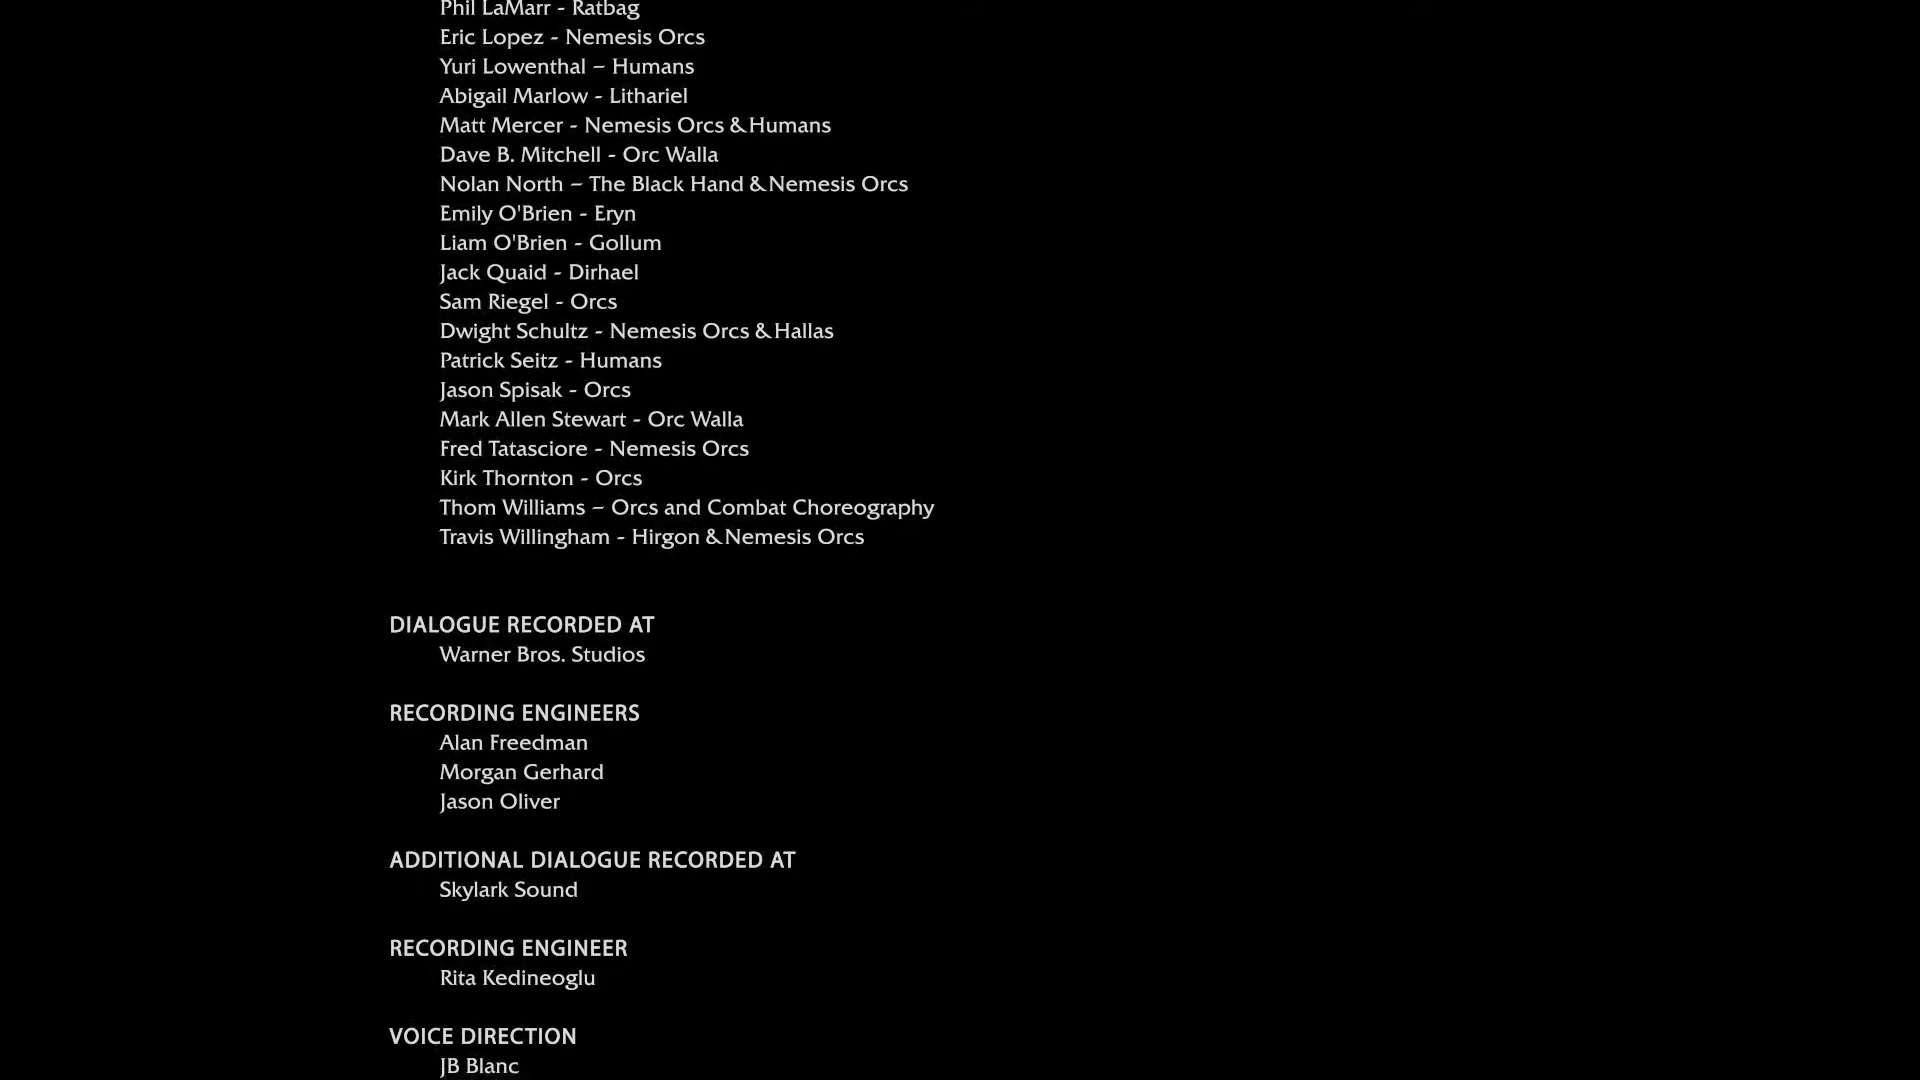 Phil LaMarr - Ratbag
Eric Lopez - Nemesis Orcs
Yuri Lowenthal – Humans
Abigail Marlow - Lithariel
Matt Mercer - Nemesis Orcs & Humans
Dave B. Mitchell - Orc Walla
Nolan North – The Black Hand & Nemesis Orcs
Emily O'Brien - Eryn
Liam O'Brien - Gollum
Jack Quaid - Dirhael
Sam Riegel - Orcs
Dwight Schultz - Nemesis Orcs & Hallas
Patrick Seitz - Humans
Jason Spisak - Orcs
Mark Allen Stewart - Orc Walla
Fred Tatasciore - Nemesis Orcs
Kirk Thornton - Orcs
Thom Williams – Orcs and Combat Choreography
Travis Willingham - Hirgon & Nemesis Orcs
DIALOGUE RECORDED AT
Warner Bros. Studios
RECORDING ENGINEERS
Alan Freedman
Morgan Gerhard
Jason Oliver
ADDITIONAL DIALOGUE RECORDED AT
Skylark Sound
RECORDING ENGINEER
Rita Kedineoglu
VOICE DIRECTION
JB Blanc